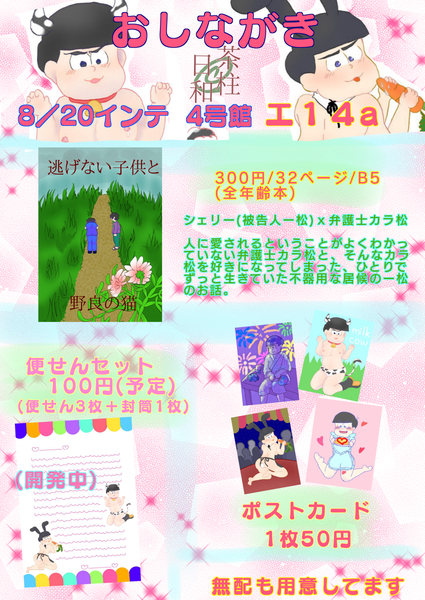 おしながき
茶柱
日和
8/20インテ 4号館 エ14a
逃げない子供と
野良の猫
300円/32ページ/B5
(全年齢本)
シェリー(被告人一松)x弁護士カラ松
人に愛されるということがよくわかっ
ていない弁護士カラ松と、そんなカラ
松を好きになってしまった、ひとりで
ずっと生きていた不器用な居候の一松
のお話。
便せんセット
100円(予定)
(便せん3枚+封筒1枚)
(開発中)
milk
ポストカード
1枚50円
無配も用意してます